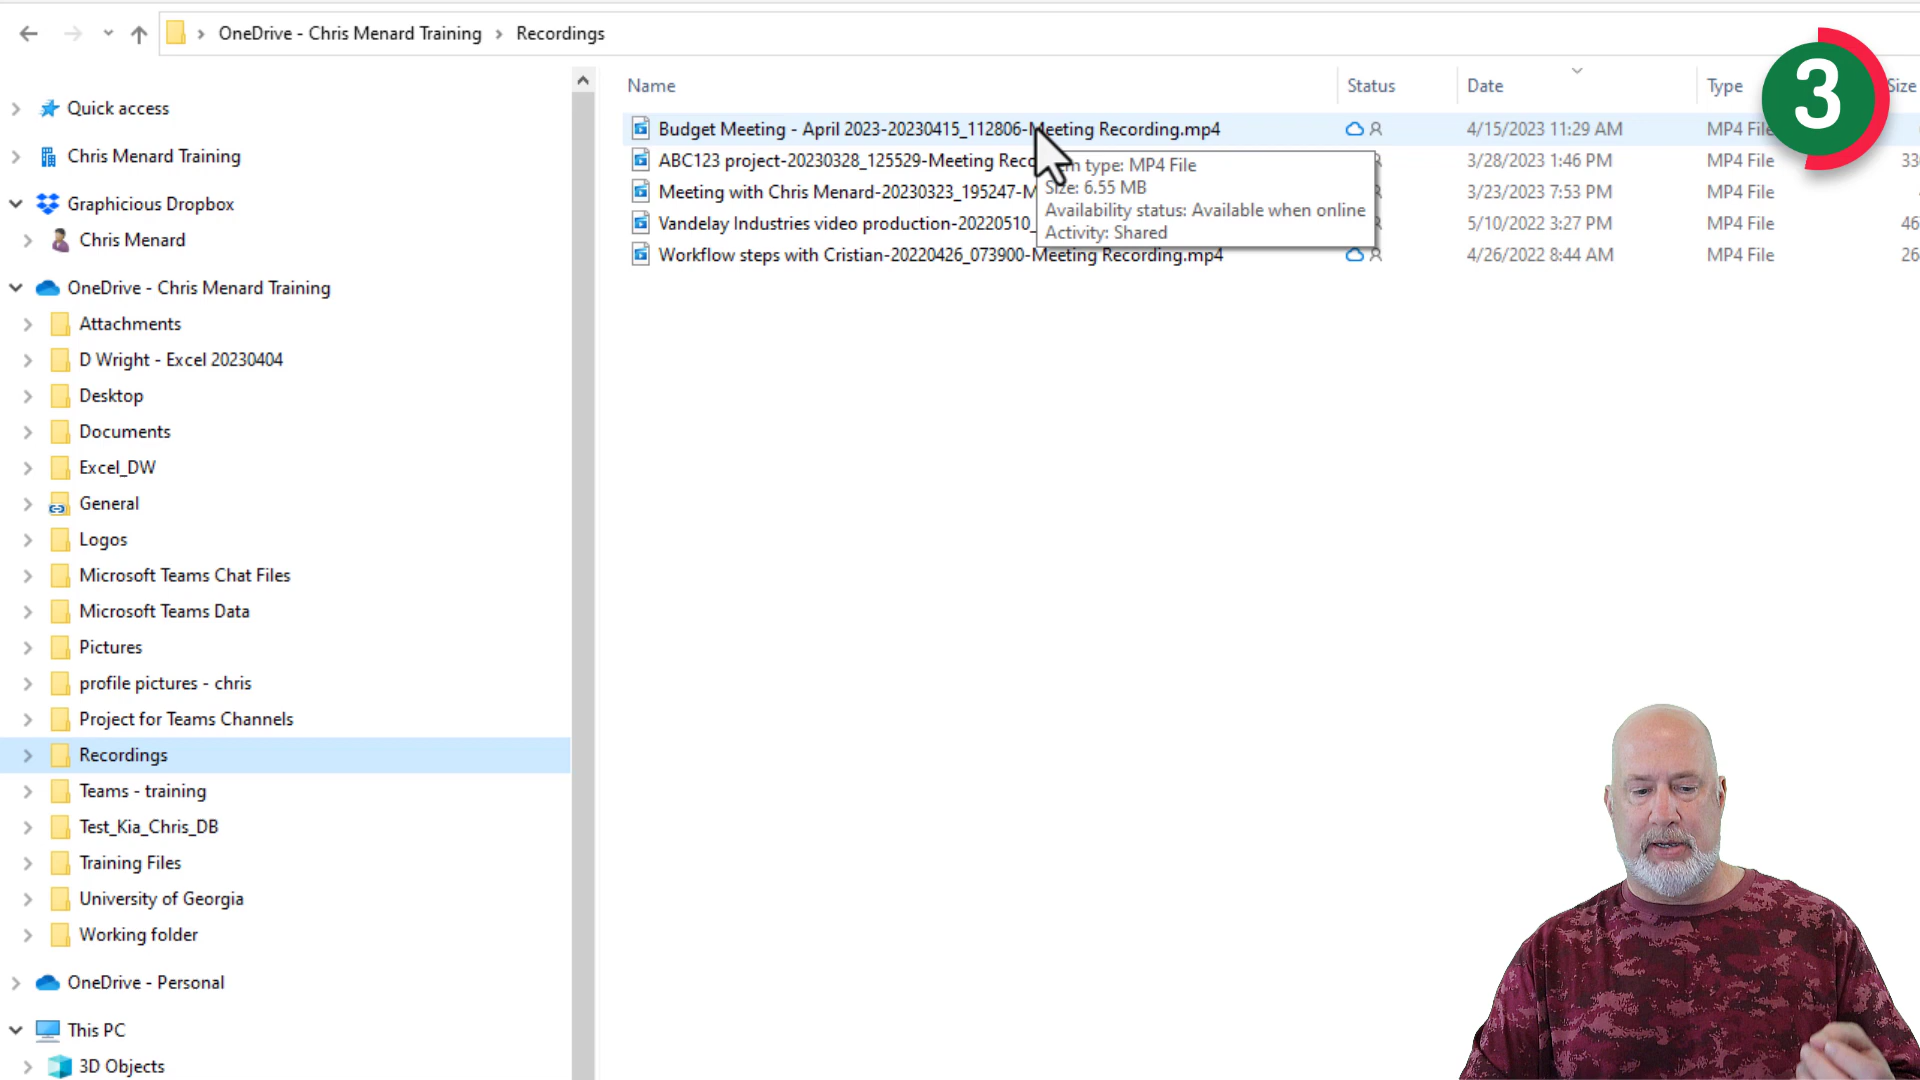 OneDrive - Chris Menard Training > Recordings
Name Status Date Type Size
Budget Meeting - April 2023-20230415_112806-Meeting Recording.mp4 4/15/2023 11:29 AM MP4 File
ABC123 project-20230328_125529-Meeting Reco 3/28/2023 1:46 PM MP4 File 33
Meeting with Chris Menard-20230323_195247-M 3/23/2023 7:53 PM MP4 File
Vandelay Industries video production-20220510_ 5/10/2022 3:27 PM MP4 File 46
Workflow steps with Cristian-20220426_073900-Meeting Recording.mp4 4/26/2022 8:44 AM MP4 File 26
type: MP4 File
Size: 6.55 MB
Availability status: Available when online
Activity: Shared
3
Quick access
Chris Menard Training
Graphicious Dropbox
Chris Menard
OneDrive - Chris Menard Training
Attachments
D Wright - Excel 20230404
Desktop
Documents
Excel_DW
General
Logos
Microsoft Teams Chat Files
Microsoft Teams Data
Pictures
profile pictures - chris
Project for Teams Channels
Recordings
Teams - training
Test_Kia_Chris_DB
Training Files
University of Georgia
Working folder
OneDrive - Personal
This PC
3D Objects